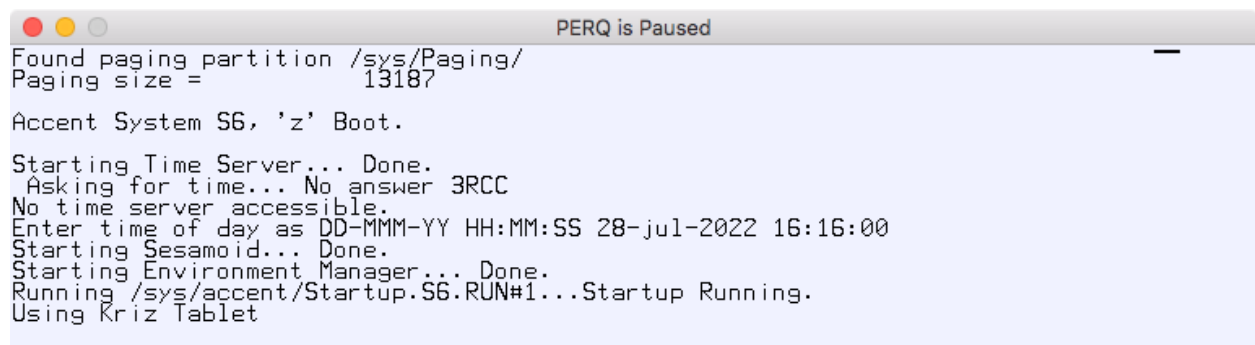 PERQ is Paused
Found paging partition /sys/Paging/
Paging size = 13187
Accent System S6, 'z' Boot.
Starting Time Server... Done.
Asking for time... No answer 3RCC
No time server accessible.
Enter time of day as DD-MMM-YY HH:MM:SS 28-jul-2022 16:16:00
Starting Sesamoid... Done.
Starting Environment Manager... Done.
Running /sys/accent/Startup.S6.RUN#1...Startup Running.
Using Kriz Tablet